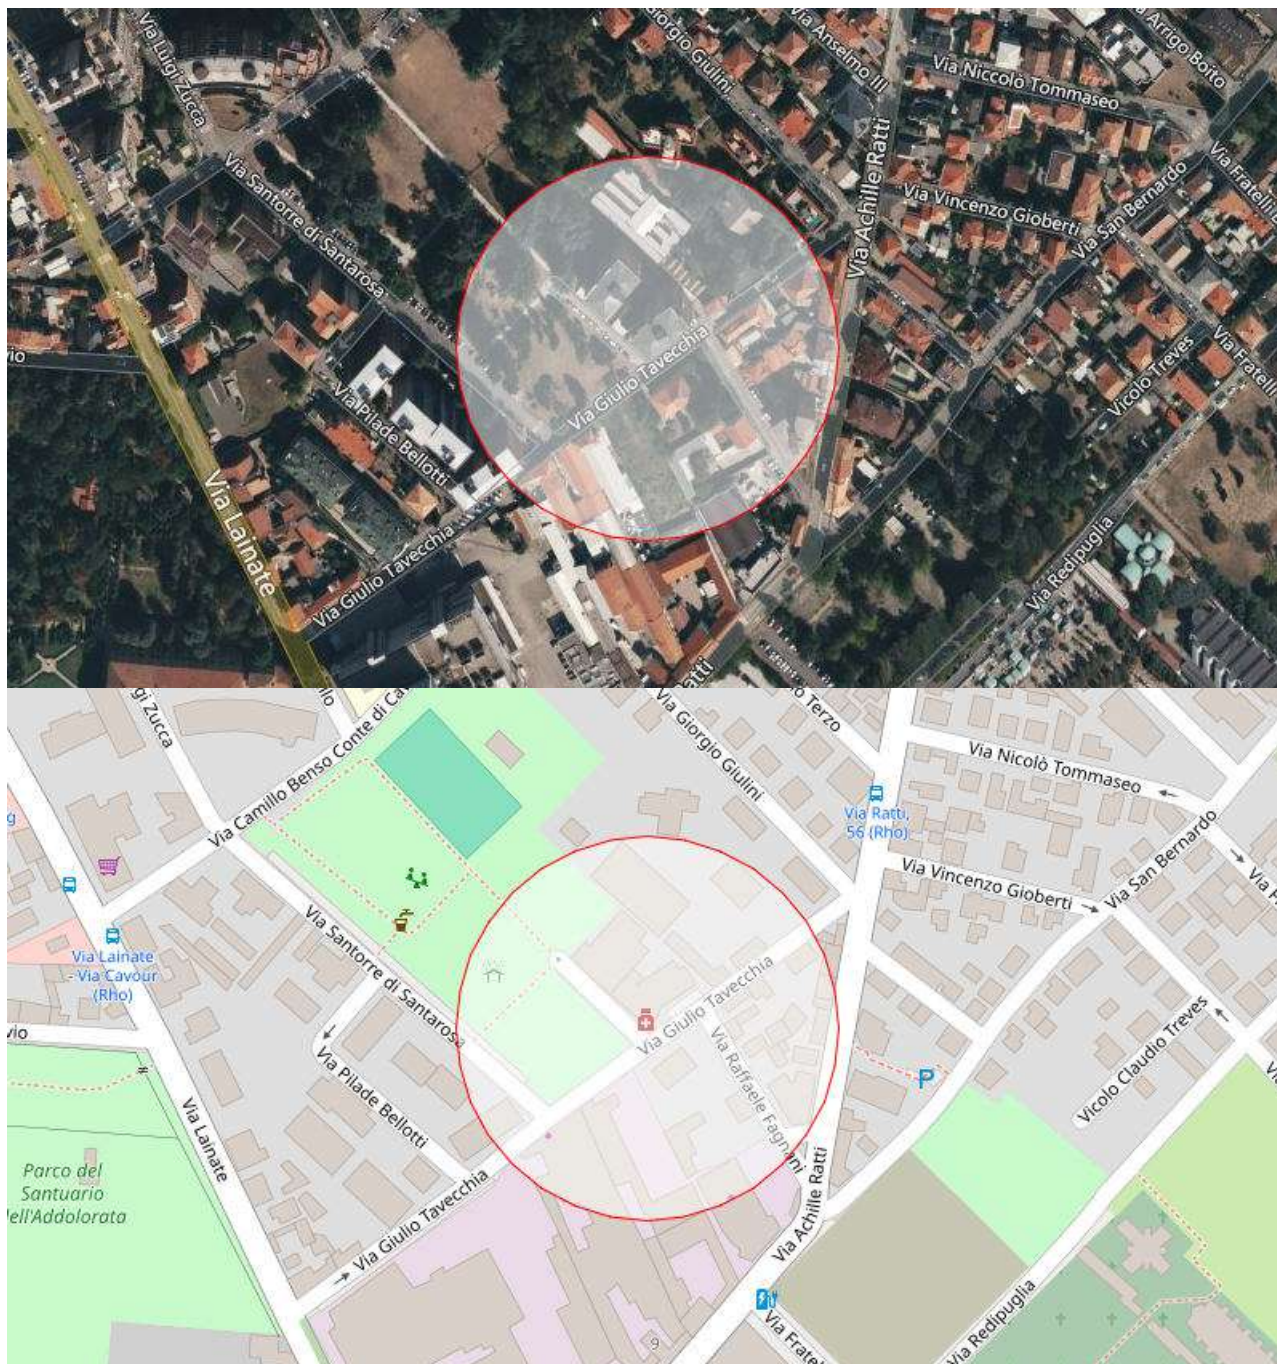 Via Luigi Zucca
Giorgio Giulini
Via Anselmo III
Via Arrigo Boito
Via Niccolò Tommaseo
Via Santorre di Santarosa
Via Achille Ratti
Via Vincenzo Gioberti
Via San Bernardo
Via Fratelli
Via Giulio Tavecchia
Vicolo Treves
Via Fratelli
vio
Via Pilade Bellotti
Via Lainate
Via Giulio Tavecchia
Via Redipuglia
Ratti
gi Zucca
Via Camillo Benso Conte di Ca
Via Giorgio Giulini
o Terzo
Via Nicolò Tommaseo
Via Ratti,
56 (Rho)
g
Via Vincenzo Gioberti
Via San Bernardo
Via Santorre di Santarosa
Via Lainate
- Via Cavour
(Rho)
Via Giulio Tavecchia
Via Raffaele Fagnani
P
Vicolo Claudio Treves
vio
Via Pilade Bellotti
Via Lainate
Parco del
Santuario
ell'Addolorata
Via Giulio Tavecchia
Via Achille Ratti
Via Redipuglia
Via Frate
9